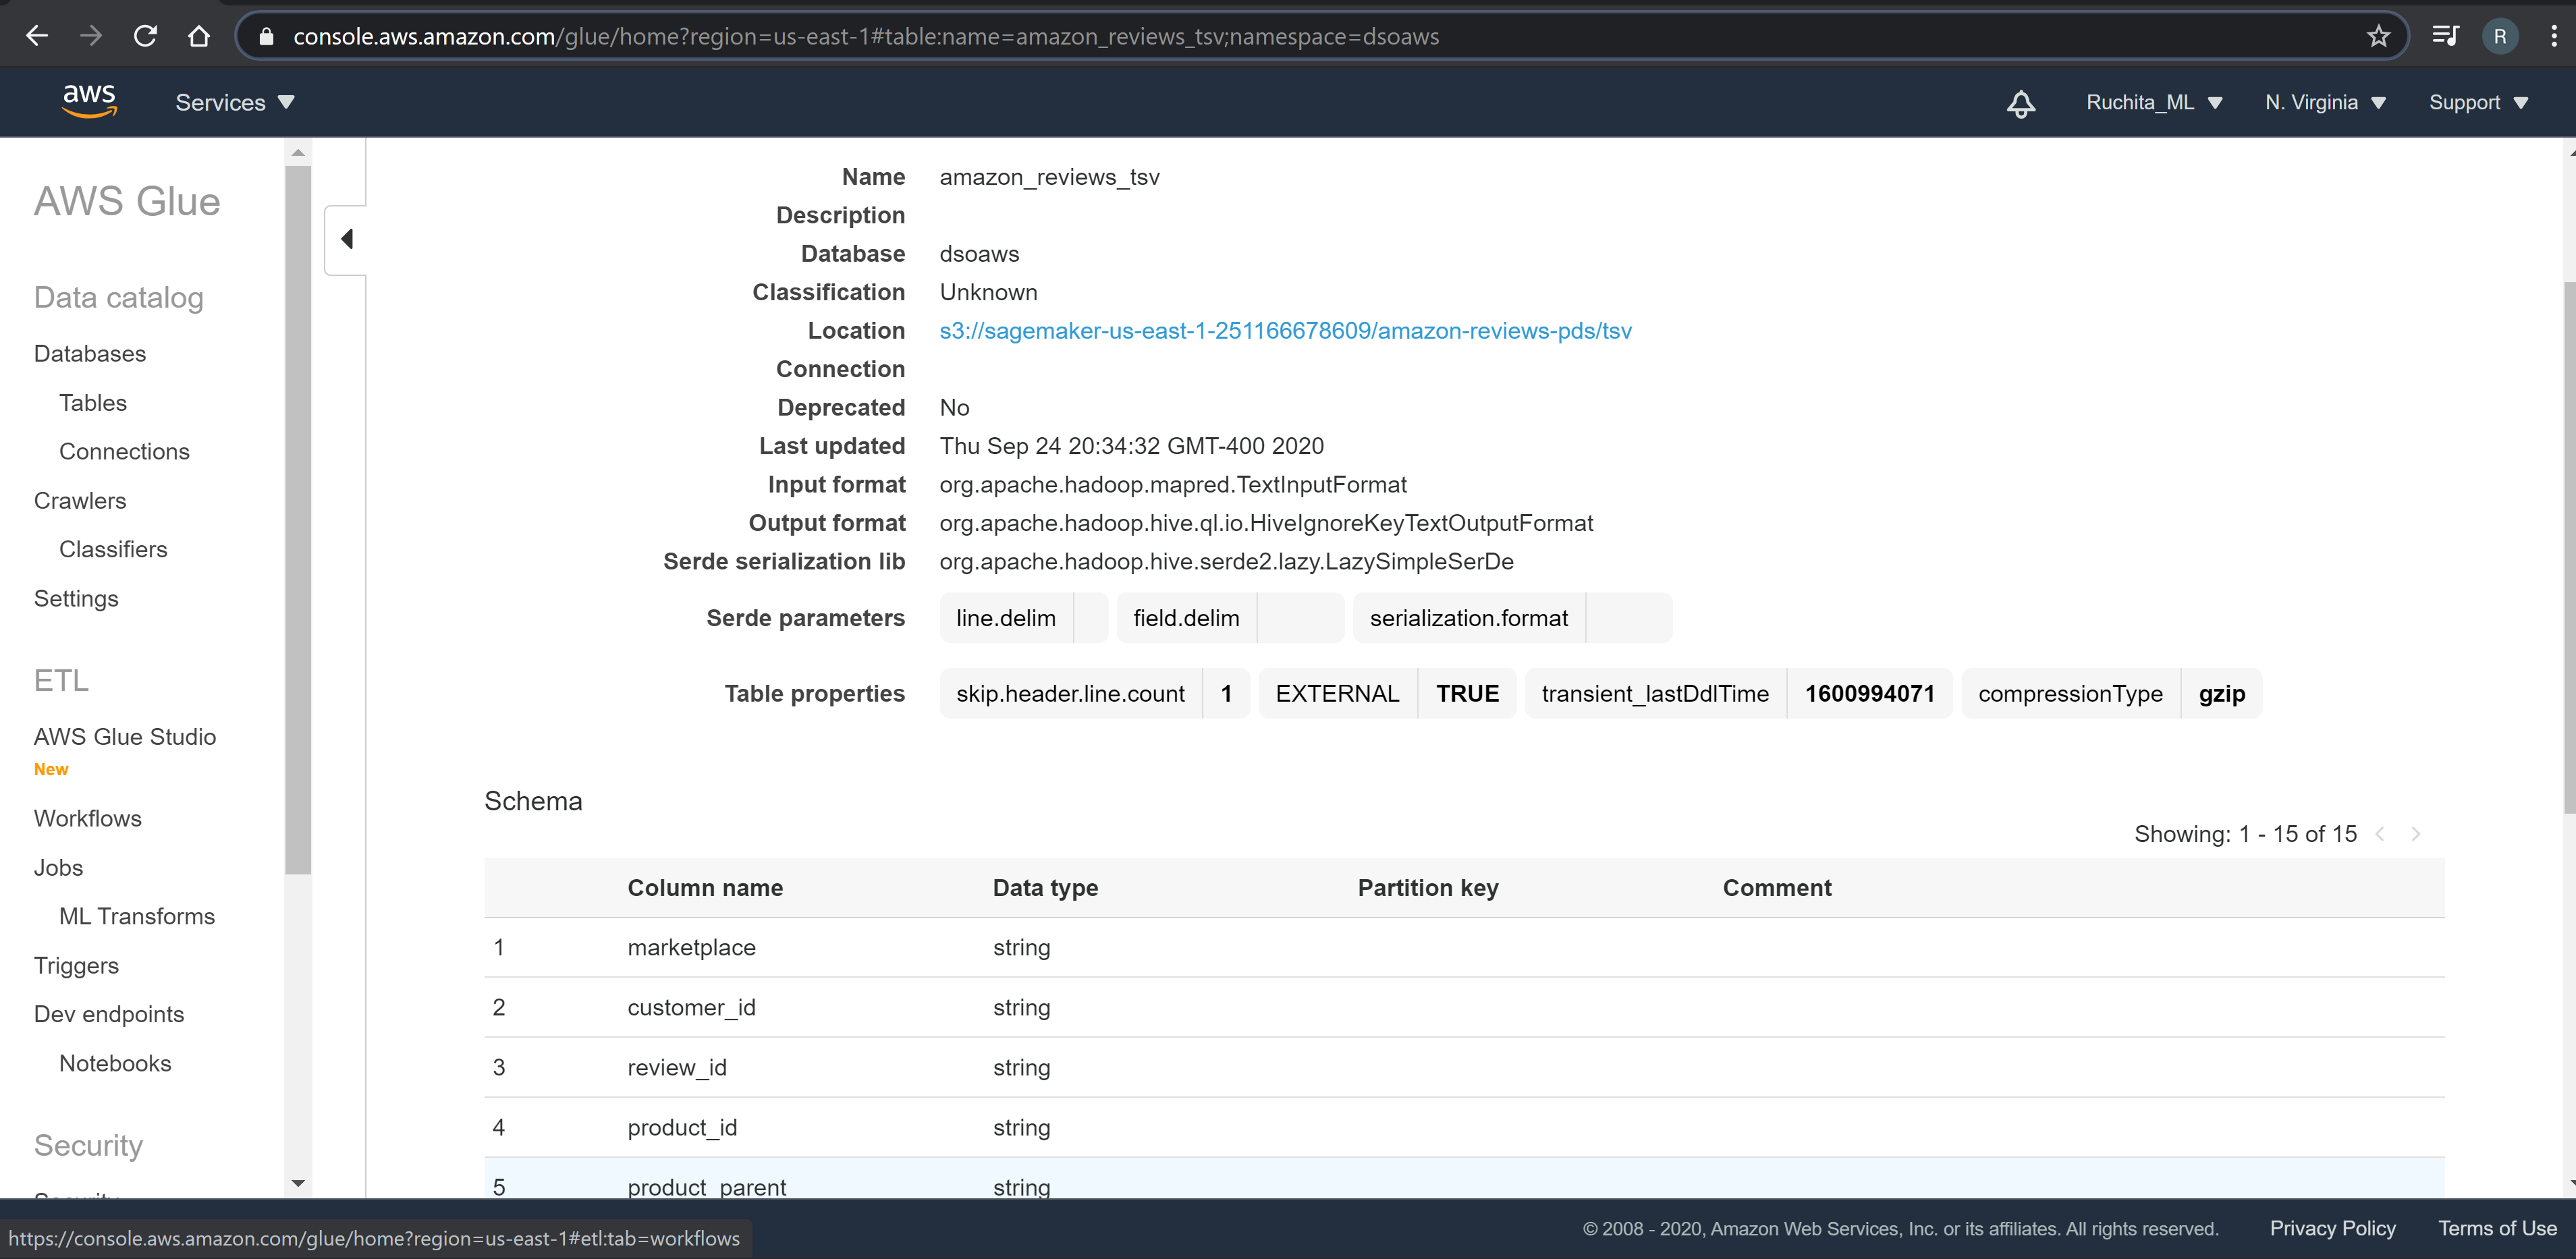 console.aws.amazon.com/glue/home?region=us-east-1#table:name=amazon_reviews_tsv;namespace=dsoaws
R
aws
Services
Ruchita_ML
N. Virginia
Support
AWS Glue
Data catalog
Databases
Tables
Connections
Crawlers
Classifiers
Settings
ETL
AWS Glue Studio
New
Workflows
Jobs
ML Transforms
Triggers
Dev endpoints
Notebooks
Security
Security
Name amazon_reviews_tsv
Description
Database dsoaws
Classification Unknown
Location s3://sagemaker-us-east-1-251166678609/amazon-reviews-pds/tsv
Connection
Deprecated No
Last updated Thu Sep 24 20:34:32 GMT-400 2020
Input format org.apache.hadoop.mapred.TextInputFormat
Output format org.apache.hadoop.hive.ql.io.HiveIgnoreKeyTextOutputFormat
Serde serialization lib org.apache.hadoop.hive.serde2.lazy.LazySimpleSerDe
Serde parameters line.delim field.delim serialization.format
Table properties skip.header.line.count 1 EXTERNAL TRUE transient_lastDdlTime 1600994071 compressionType gzip
Schema
Showing: 1 - 15 of 15
Column name Data type Partition key Comment
1 marketplace string
2 customer_id string
3 review_id string
4 product_id string
5 product_parent string
https://console.aws.amazon.com/glue/home?region=us-east-1#etl:tab=workflows
© 2008 - 2020, Amazon Web Services, Inc. or its affiliates. All rights reserved.
Privacy Policy
Terms of Use